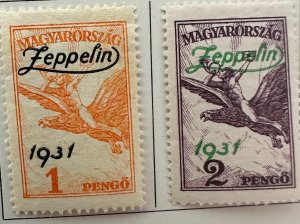 MAGYARORSZÁG
Zeppelin
1931
1 PENGŐ
MAGYARORSZÁG
Zeppelin
1931
2 PENGŐ